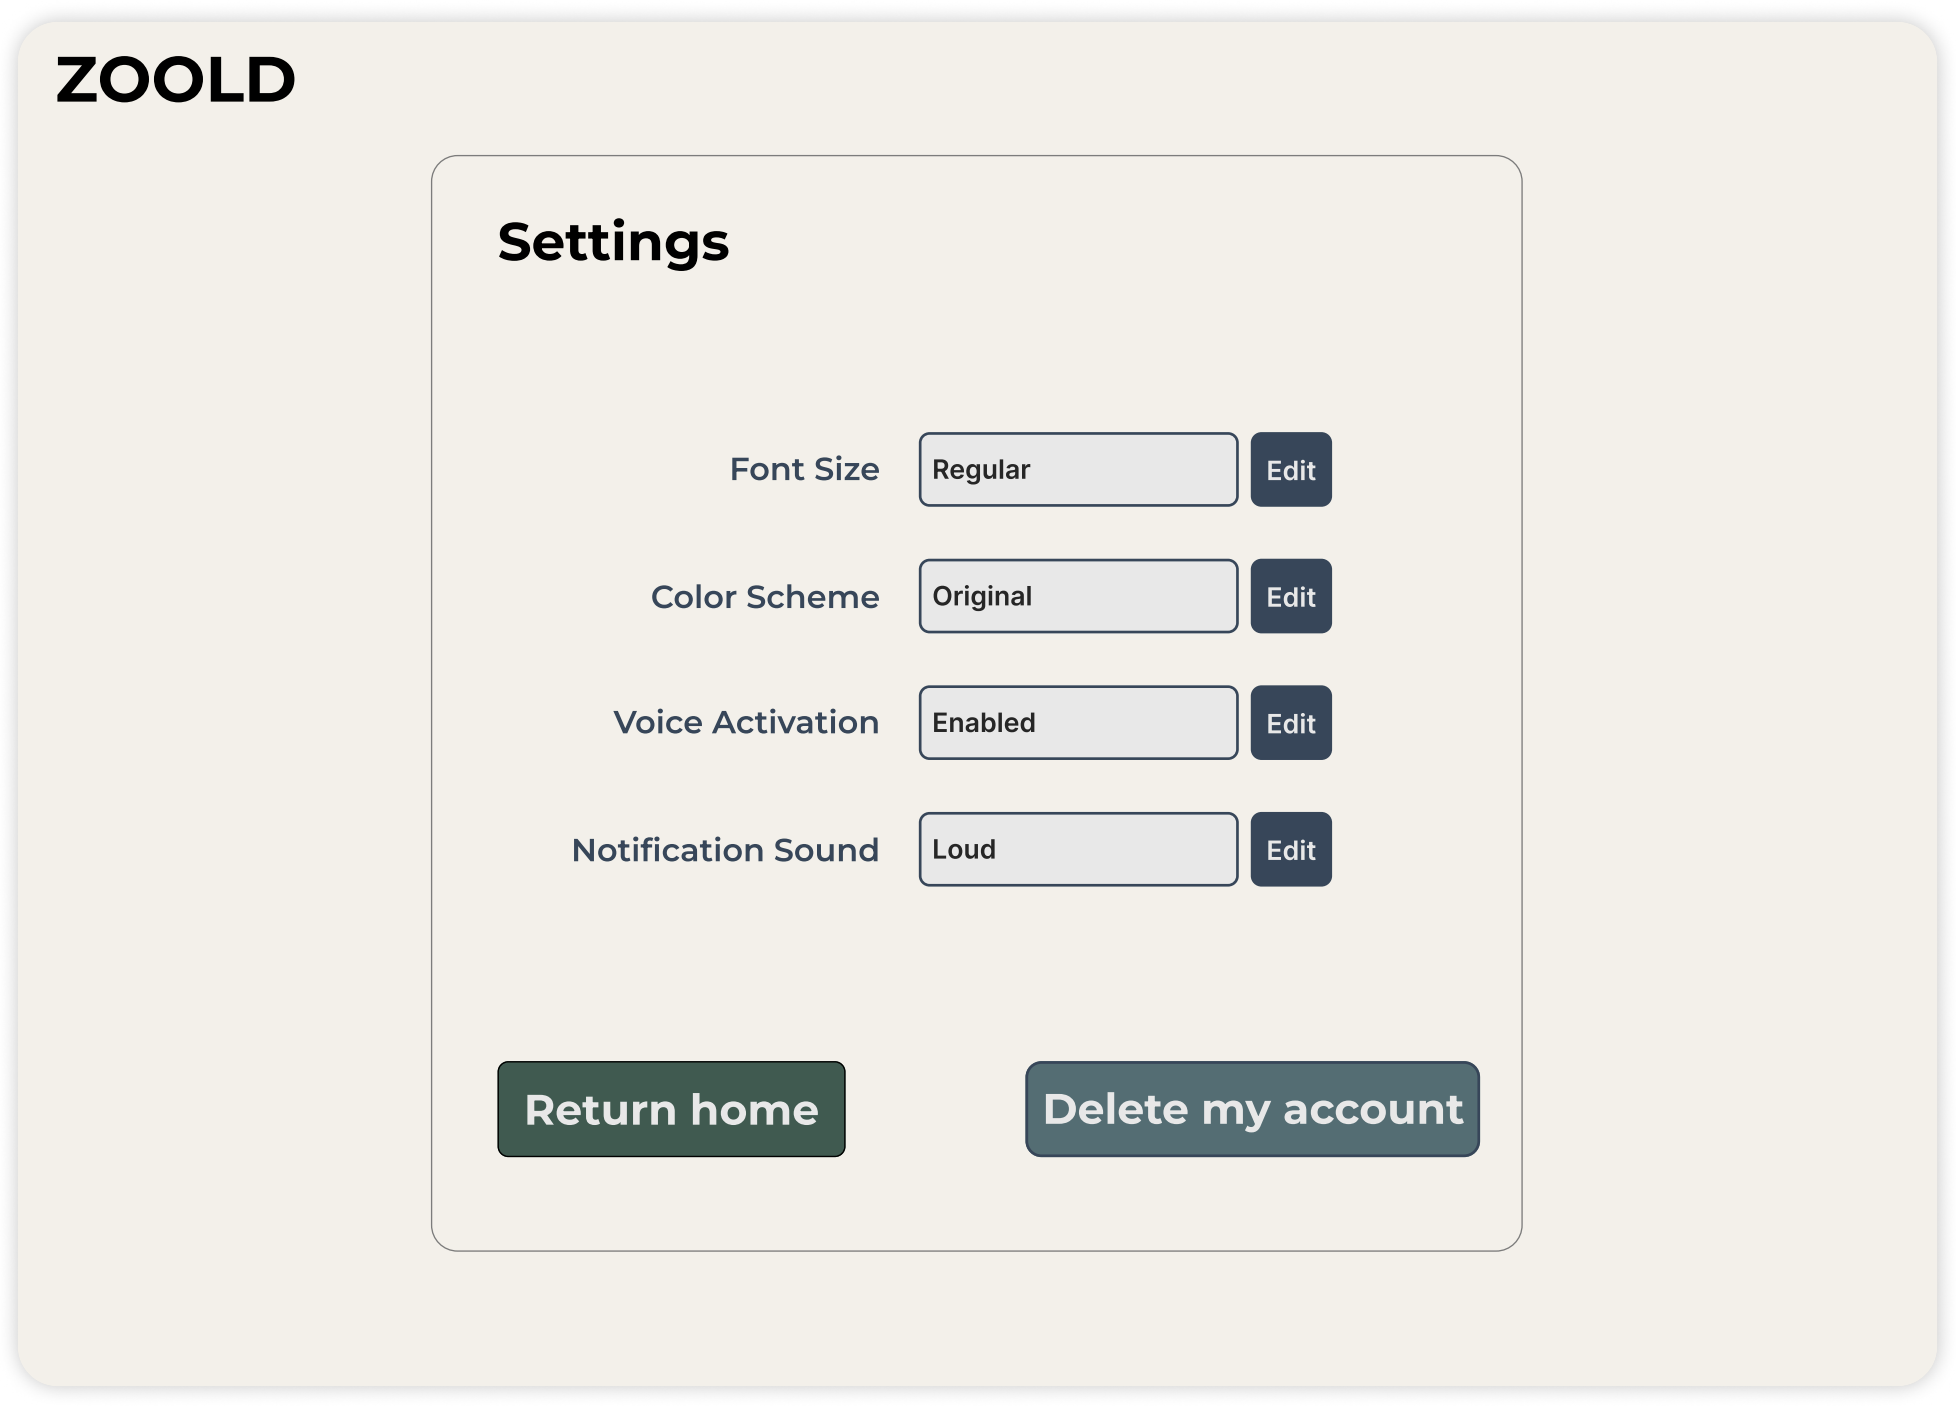 ZOOLD
Settings
Font Size Regular Edit
Color Scheme Original Edit
Voice Activation Enabled Edit
Notification Sound Loud Edit
Return home Delete my account